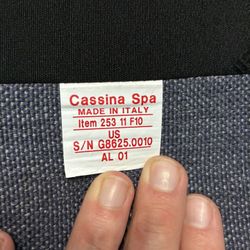 Cassina Spa
MADE IN ITALY
Item 253 11 F10
US
S/N G8625.0010
AL 01